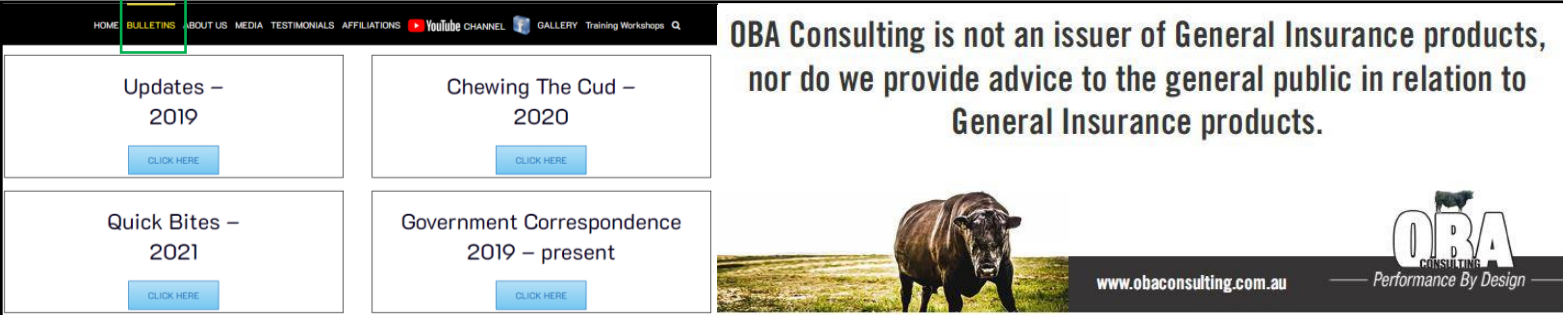 HOME BULLETINS ABOUT US MEDIA TESTIMONIALS AFFILIATIONS YouTube CHANNEL GALLERY Training Workshops
Updates –
2019
CLICK HERE
Chewing The Cud –
2020
CLICK HERE
Quick Bites –
2021
CLICK HERE
Government Correspondence
2019 – present
CLICK HERE
OBA Consulting is not an issuer of General Insurance products,
nor do we provide advice to the general public in relation to
General Insurance products.
www.obaconsulting.com.au
OBA
CONSULTING
Performance By Design